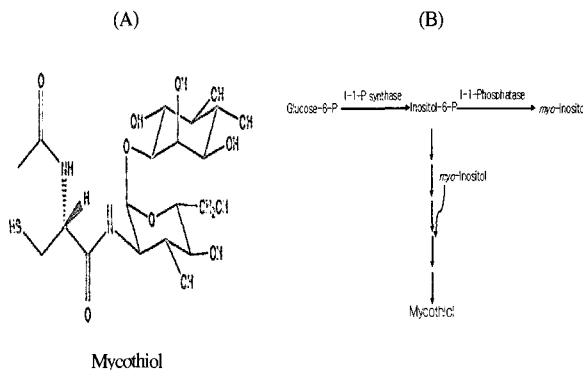 (A)
(B)
O
OH
OH
OH
OH
OH
O
NH
H
HS
O
H
N
O
CH2OH
OH
OH
Mycothiol
I-1-P synthase
I-1-Phosphatase
Glucose-6-P
Inositol-6-P
myo-Inositol
myo-Inositol
Mycothiol